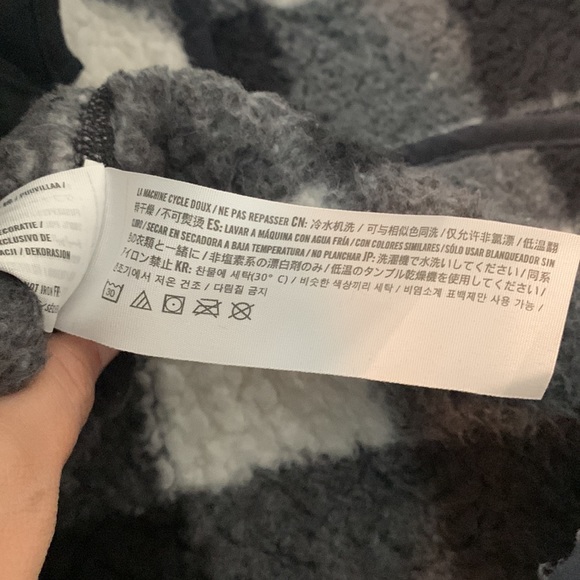 / PUUVILLAA /
ECORATIE /
EXCLUSIVO DE
/ DEKORASION
LA MACHINE CYCLE DOUX / NE PAS REPASSER CN: 冷水机洗 / 可与相似色同洗 / 仅允许非氯漂 / 低温翻
转干燥 / 不可熨烫 ES: LAVAR A MÁQUINA CON AGUA FRÍA / CON COLORES SIMILARES / SÓLO USAR BLANQUEADOR SIN
/ SECAR EN SECADORA A BAJA TEMPERATURA / NO PLANCHAR JP: 洗濯機で水洗いしてください / 同系
色の衣類と一緒に / 非塩素系の漂白剤のみ / 低温のタンブル乾燥機を使用してください /
アイロン禁止 KR: 찬물에 세탁(30° C) / 비슷한 색상끼리 세탁 / 비염소계 표백제만 사용 가능 /
건조기에서 저온 건조 / 다림질 금지
30